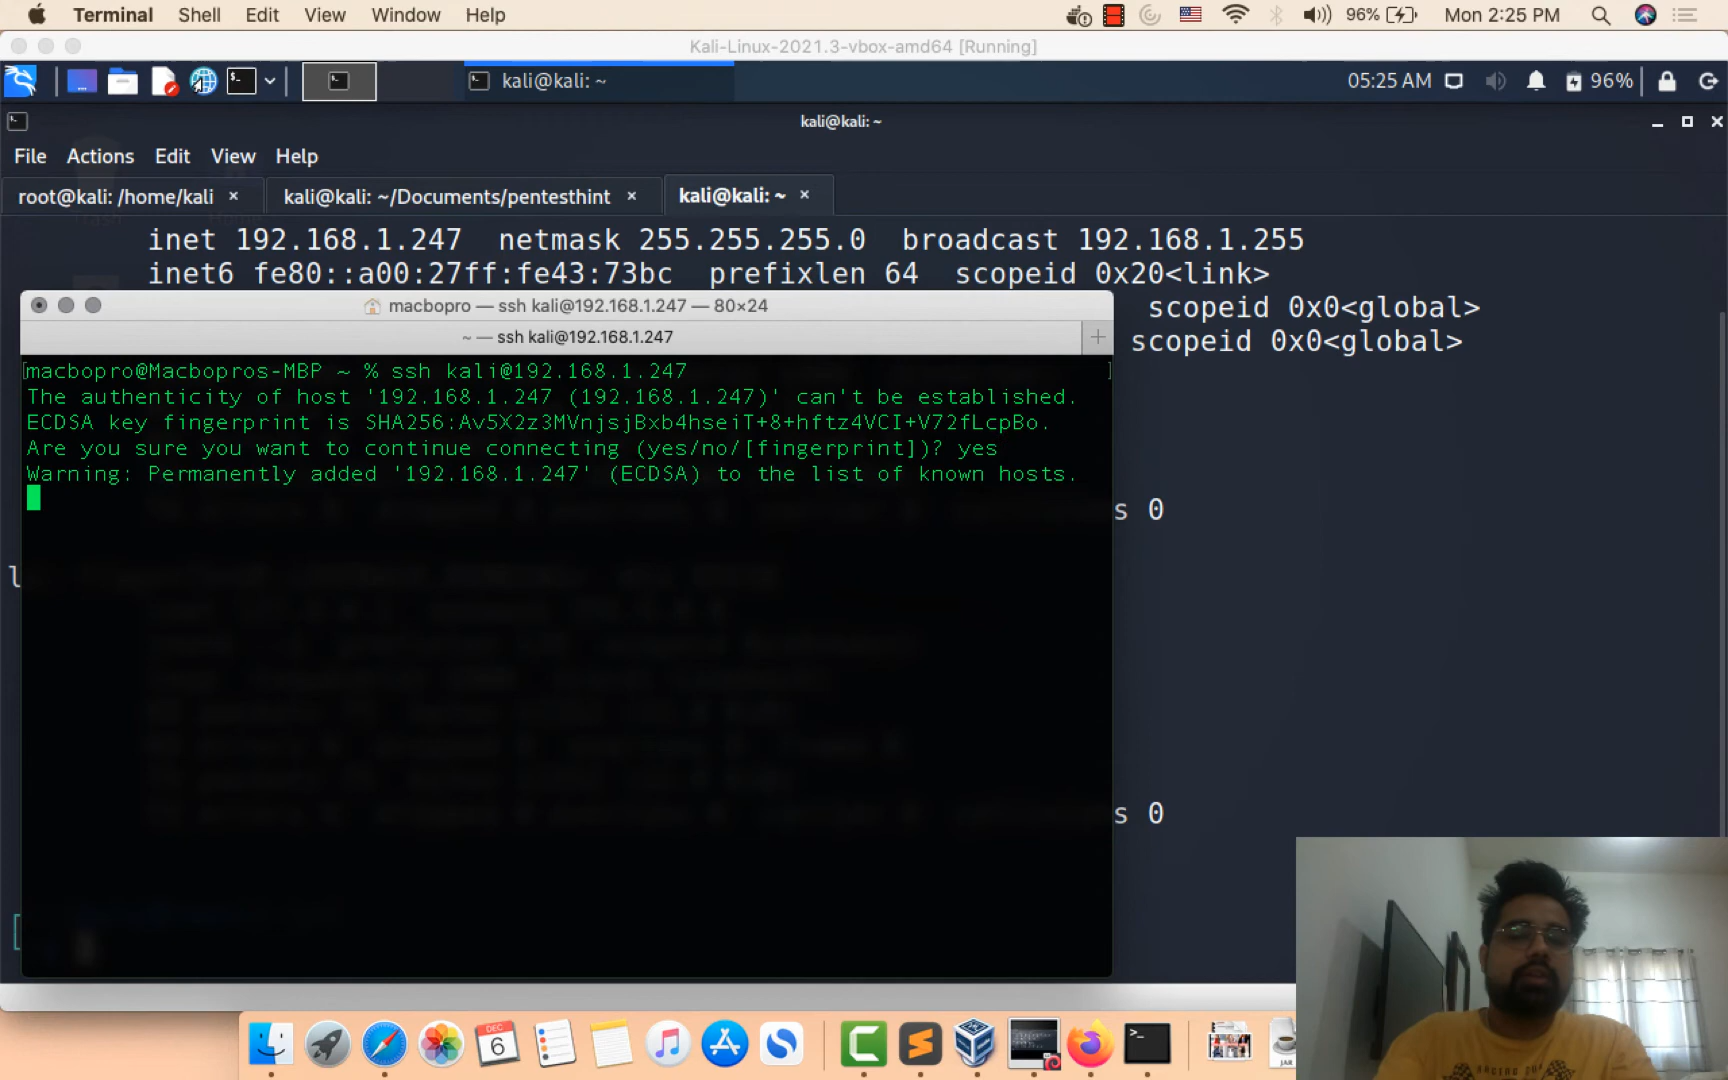 Terminal Shell Edit View Window Help 96% Mon 2:25 PM
Kali-Linux-2021.3-vbox-amd64 [Running]
kali@kali: ~ 05:25 AM 96%
kali@kali: ~
File Actions Edit View Help
root@kali: /home/kali × kali@kali: ~/Documents/pentesthint × kali@kali: ~ ×
inet 192.168.1.247 netmask 255.255.255.0 broadcast 192.168.1.255
inet6 fe80::a00:27ff:fe43:73bc prefixlen 64 scopeid 0x20<link>
scopeid 0x0<global>
scopeid 0x0<global>
macbopro — ssh kali@192.168.1.247 — 80×24
~ — ssh kali@192.168.1.247
[macbopro@Macbopros-MBP ~ % ssh kali@192.168.1.247 ]
The authenticity of host '192.168.1.247 (192.168.1.247)' can't be established.
ECDSA key fingerprint is SHA256:Av5X2z3MVnjsjBxb4hseiT+8+hftz4VCI+V72fLcpBo.
Are you sure you want to continue connecting (yes/no/[fingerprint])? yes
Warning: Permanently added '192.168.1.247' (ECDSA) to the list of known hosts.
s 0
s 0
DEC
6
JAR